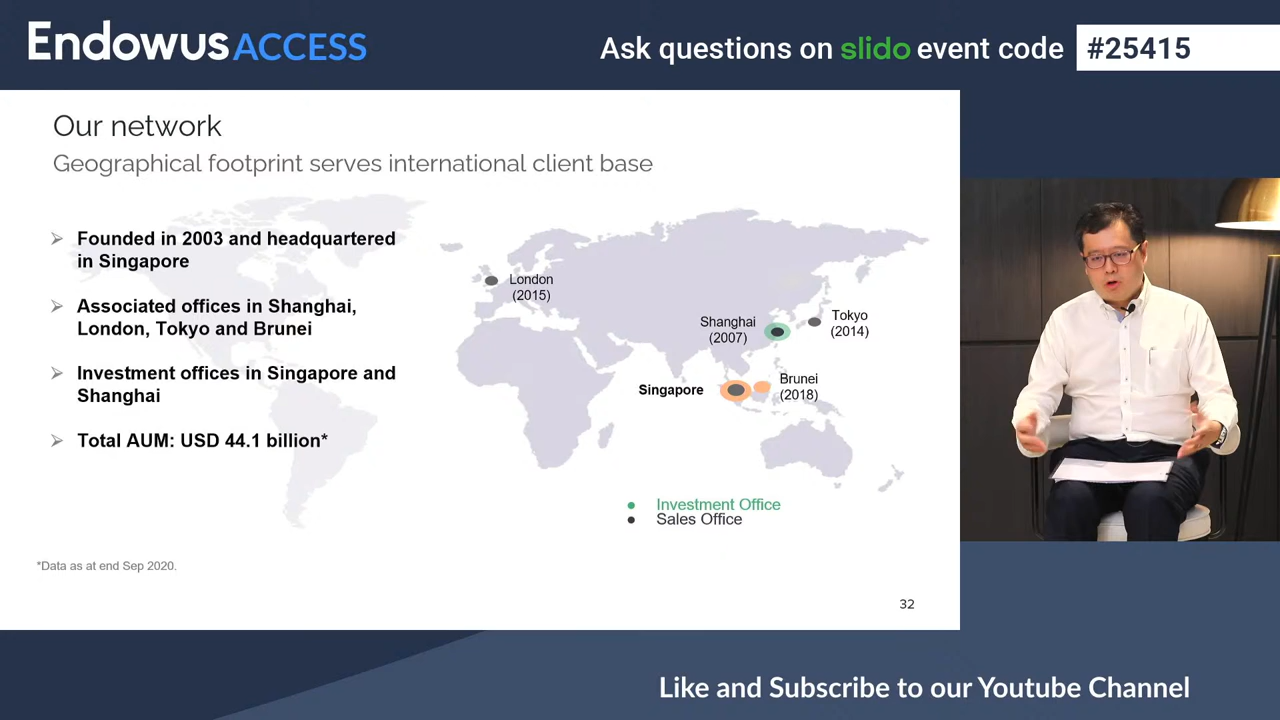 Endowus ACCESS
Ask questions on slido event code #25415
Our network
Geographical footprint serves international client base
➢ Founded in 2003 and headquartered
in Singapore
➢ Associated offices in Shanghai,
London, Tokyo and Brunei
➢ Investment offices in Singapore and
Shanghai
➢ Total AUM: USD 44.1 billion*
London
(2015)
Shanghai
(2007)
Tokyo
(2014)
Singapore
Brunei
(2018)
● Investment Office
● Sales Office
*Data as at end Sep 2020.
32
Like and Subscribe to our Youtube Channel